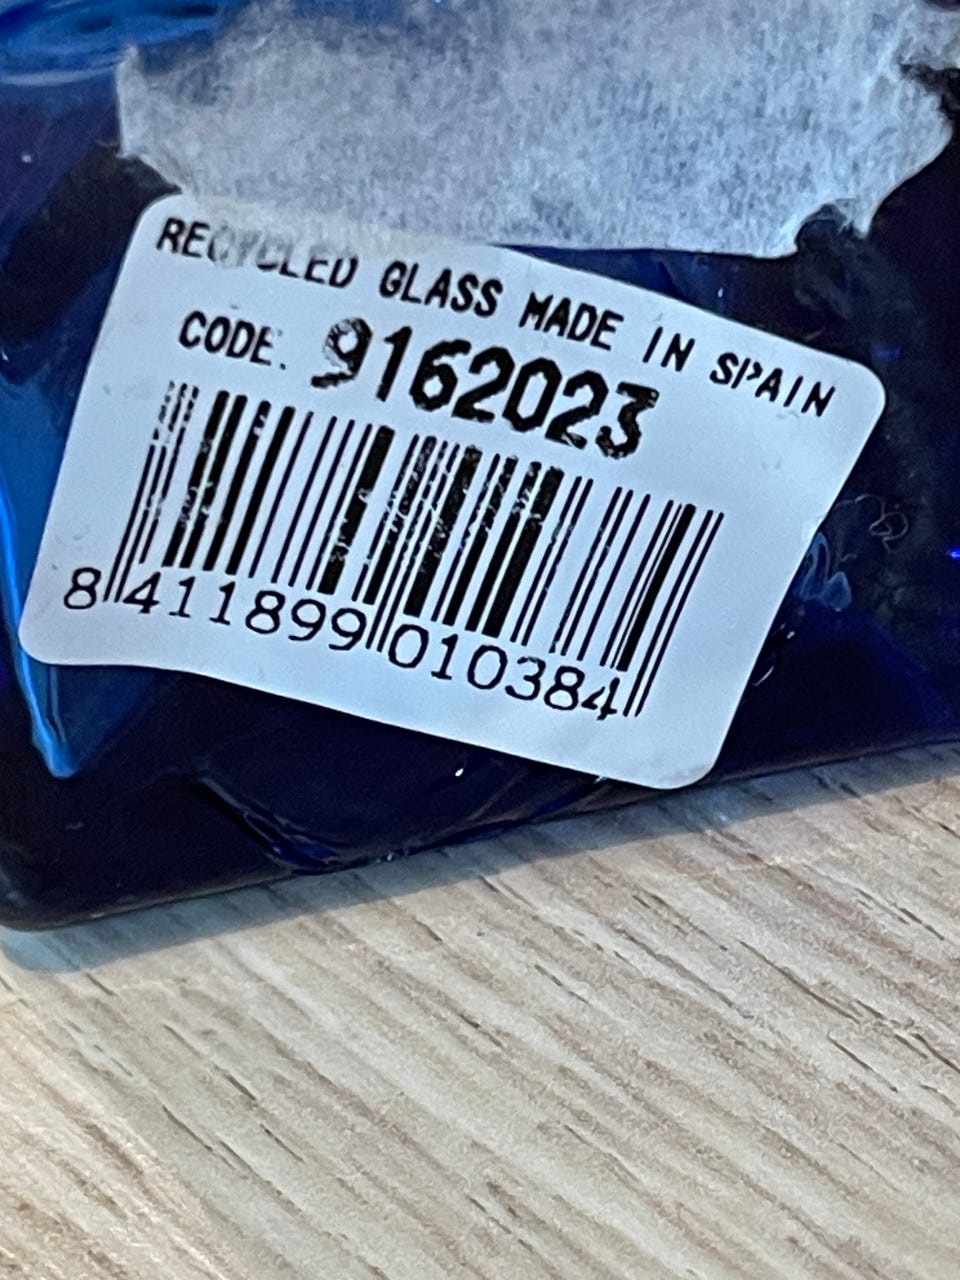 RECYCLED GLASS MADE IN SPAIN
CODE. 9162023
8 411899 010384